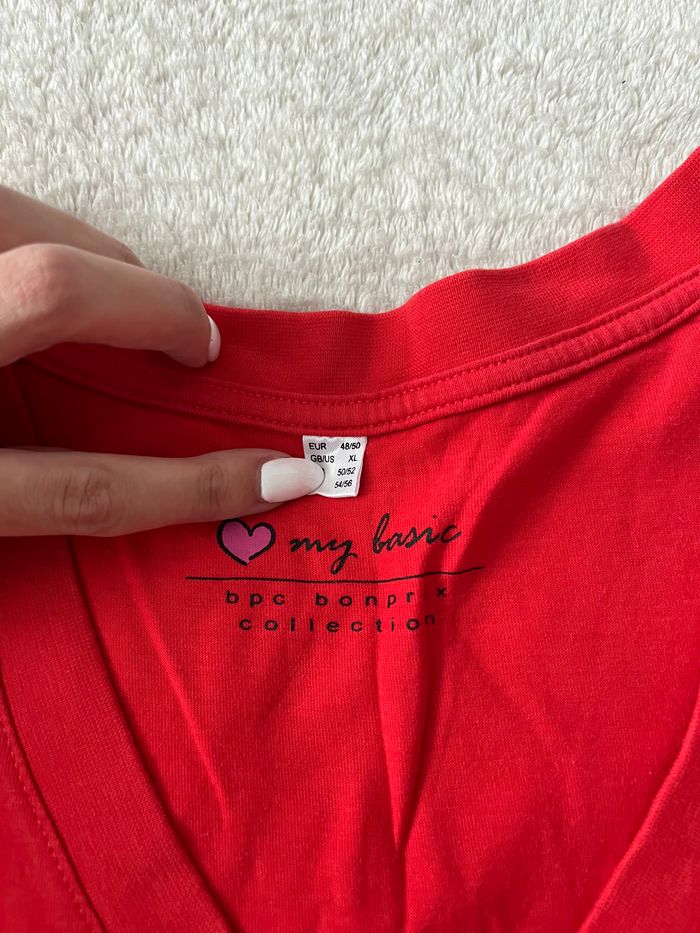 EUR 48/50
GB/US XL
50/52
54/56
my basic
bpc bonprix
collection